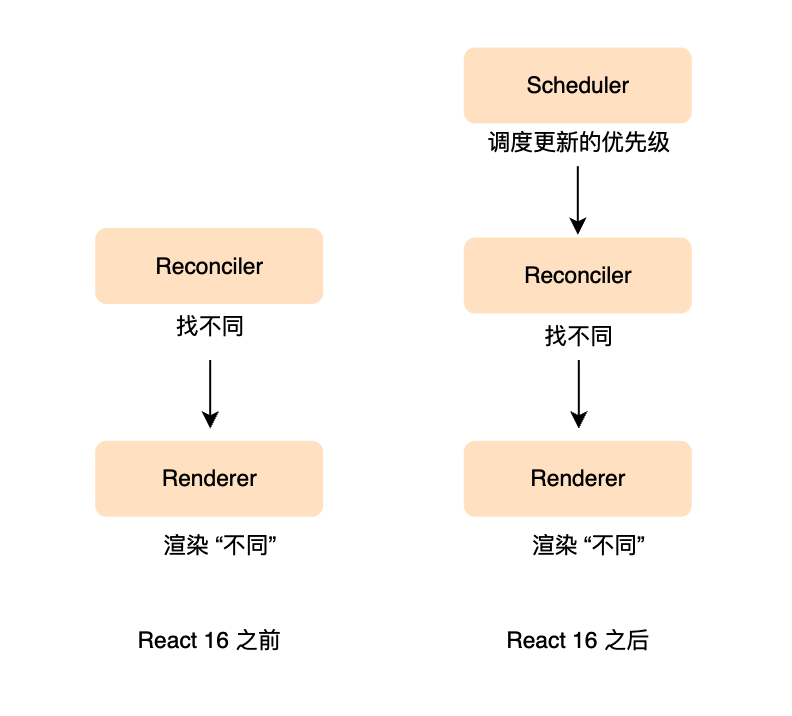 Reconciler
找不同
Renderer
渲染 “不同”
React 16 之前
Scheduler
调度更新的优先级
Reconciler
找不同
Renderer
渲染 “不同”
React 16 之后